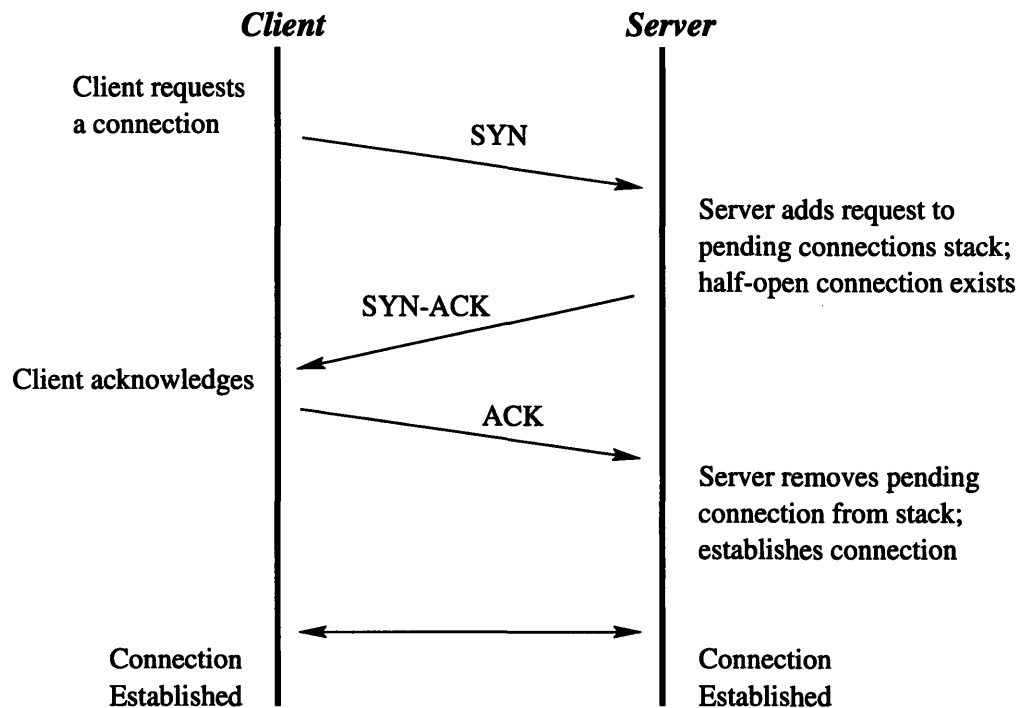 Client
Server
Client requests
a connection
SYN
Server adds request to
pending connections stack;
half-open connection exists
SYN-ACK
Client acknowledges
ACK
Server removes pending
connection from stack;
establishes connection
Connection
Established
Connection
Established